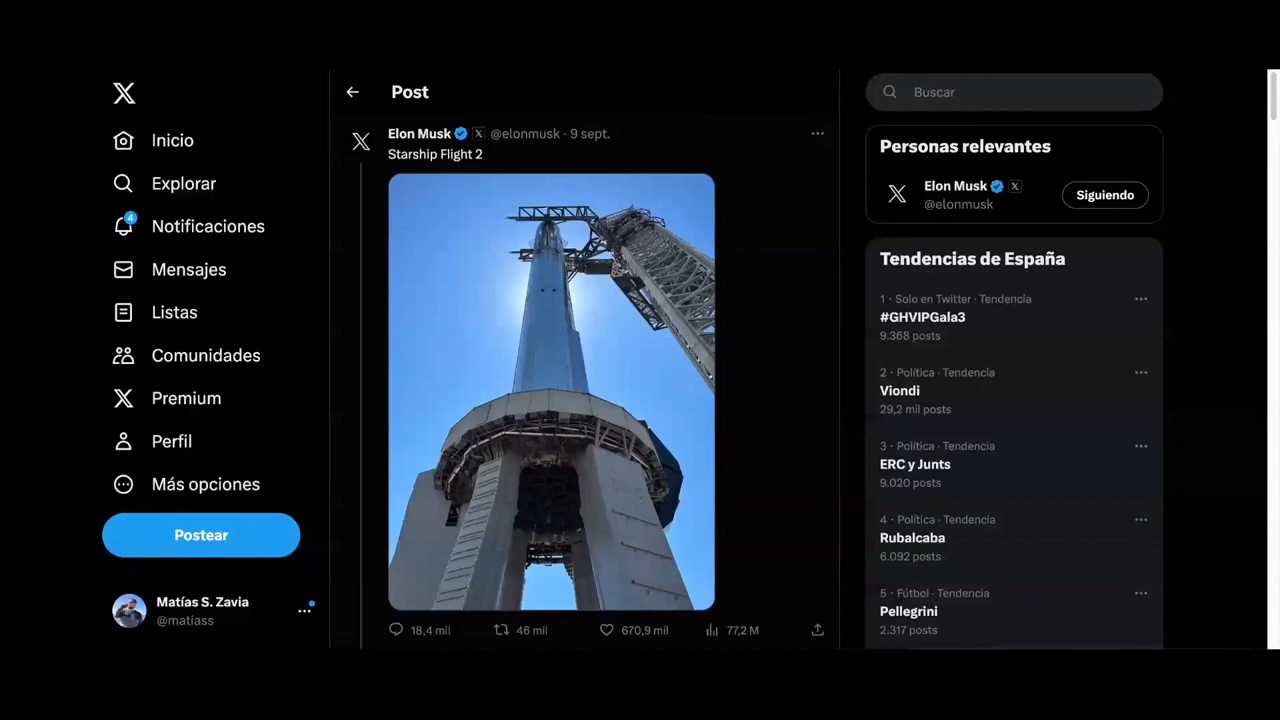 Inicio
Explorar
4
Notificaciones
Mensajes
Listas
Comunidades
Premium
Perfil
Más opciones
Postear
Matías S. Zavia
@matiass
Post
Elon Musk @elonmusk · 9 sept.
Starship Flight 2
18,4 mil 46 mil 670,9 mil 77,2 M
Buscar
Personas relevantes
Elon Musk
@elonmusk
Siguiendo
Tendencias de España
1 · Solo en Twitter · Tendencia
#GHVIPGala3
9.368 posts
2 · Política · Tendencia
Viondi
29,2 mil posts
3 · Política · Tendencia
ERC y Junts
9.020 posts
4 · Política · Tendencia
Rubalcaba
6.092 posts
5 · Fútbol · Tendencia
Pellegrini
2.317 posts